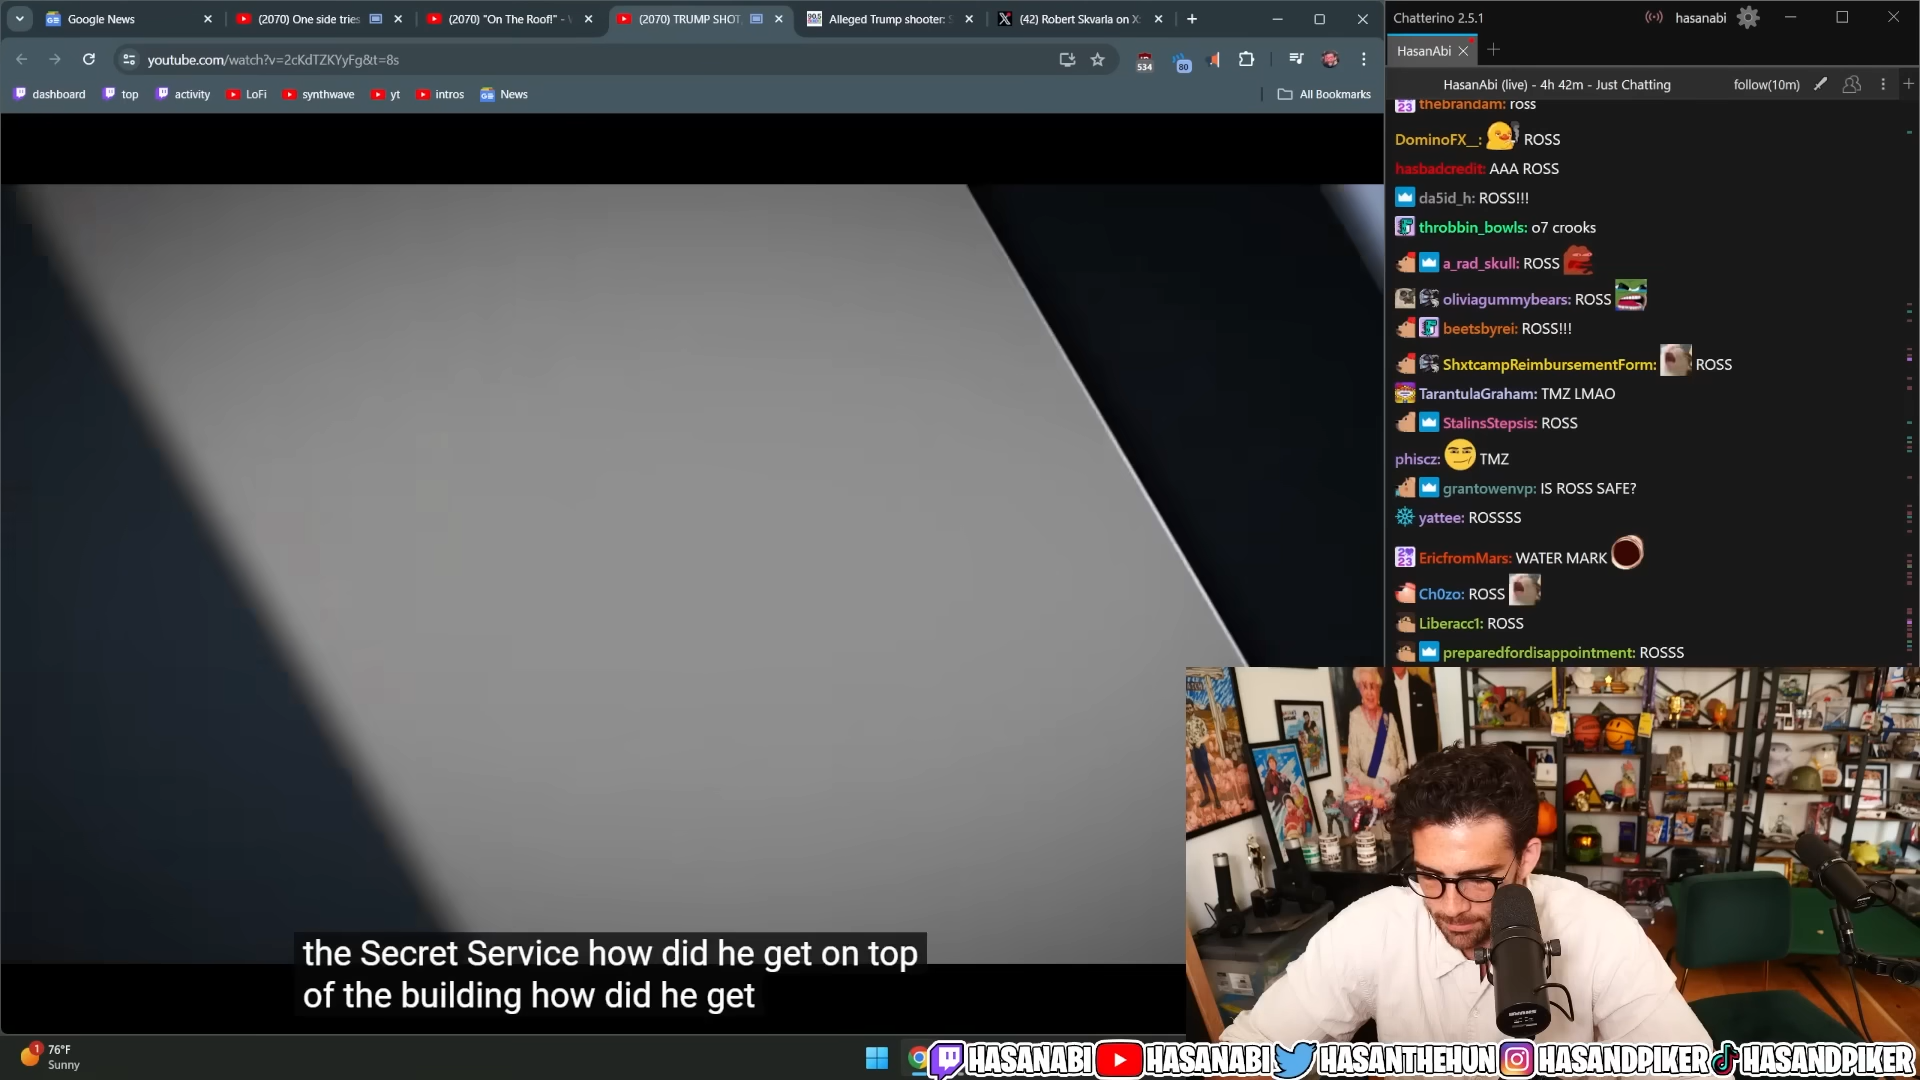 Google News
(2070) One side tries
(2070) "On The Roof!" -
(2070) TRUMP SHOT
Alleged Trump shooter: S
(42) Robert Skvarla on X
youtube.com/watch?v=2cKdTZKYyFg&t=8s
534
80
dashboard
top
activity
LoFi
synthwave
yt
intros
News
All Bookmarks
Chatterino 2.5.1
hasanabi
HasanAbi
HasanAbi (live) - 4h 42m - Just Chatting
follow(10m)
thebrandam: ross
DominoFX__: ROSS
hasbadcredit: AAA ROSS
da5id_h: ROSS!!!
throbbin_bowls: o7 crooks
a_rad_skull: ROSS
oliviagummybears: ROSS
beetsbyrei: ROSS!!!
ShxtcampReimbursementForm: ROSS
TarantulaGraham: TMZ LMAO
StalinsStepsis: ROSS
phiscz: TMZ
grantowenvp: IS ROSS SAFE?
yattee: ROSSSS
EricfromMars: WATER MARK
Ch0zo: ROSS
Liberacc1: ROSS
preparedfordisappointment: ROSSS
the Secret Service how did he get on top
of the building how did he get
1
76°F
Sunny
HASANABI
HASANABI
HASANTHEHUN
HASANDPIKER
HASANDPIKER